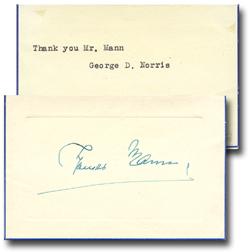 Thank you Mr. Mann
George D. Norris
Thomas Mann